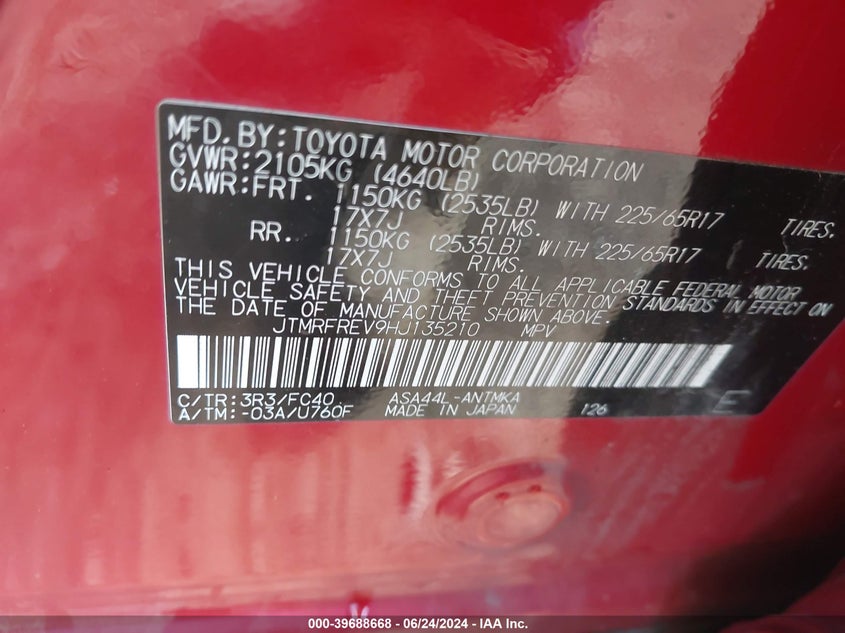 MFD. BY: TOYOTA MOTOR CORPORATION
GVWR: 2105KG (4640LB)
GAWR: FRT. 1150KG (2535LB) WITH 225/65R17 TIRES.
17X7J RIMS.
RR. 1150KG (2535LB) WITH 225/65R17 TIRES.
17X7J RIMS.
THIS VEHICLE CONFORMS TO ALL APPLICABLE FEDERAL MOTOR
VEHICLE SAFETY AND THEFT PREVENTION STANDARDS IN EFFECT ON
THE DATE OF MANUFACTURE SHOWN ABOVE.
JTMRFREV9HJ135210 MPV
C/TR: 3R3/FC40 ASA44L-ANTMKA
A/TM: -03A/U760F MADE IN JAPAN 126 E
000-39688668 - 06/24/2024 - IAA Inc.